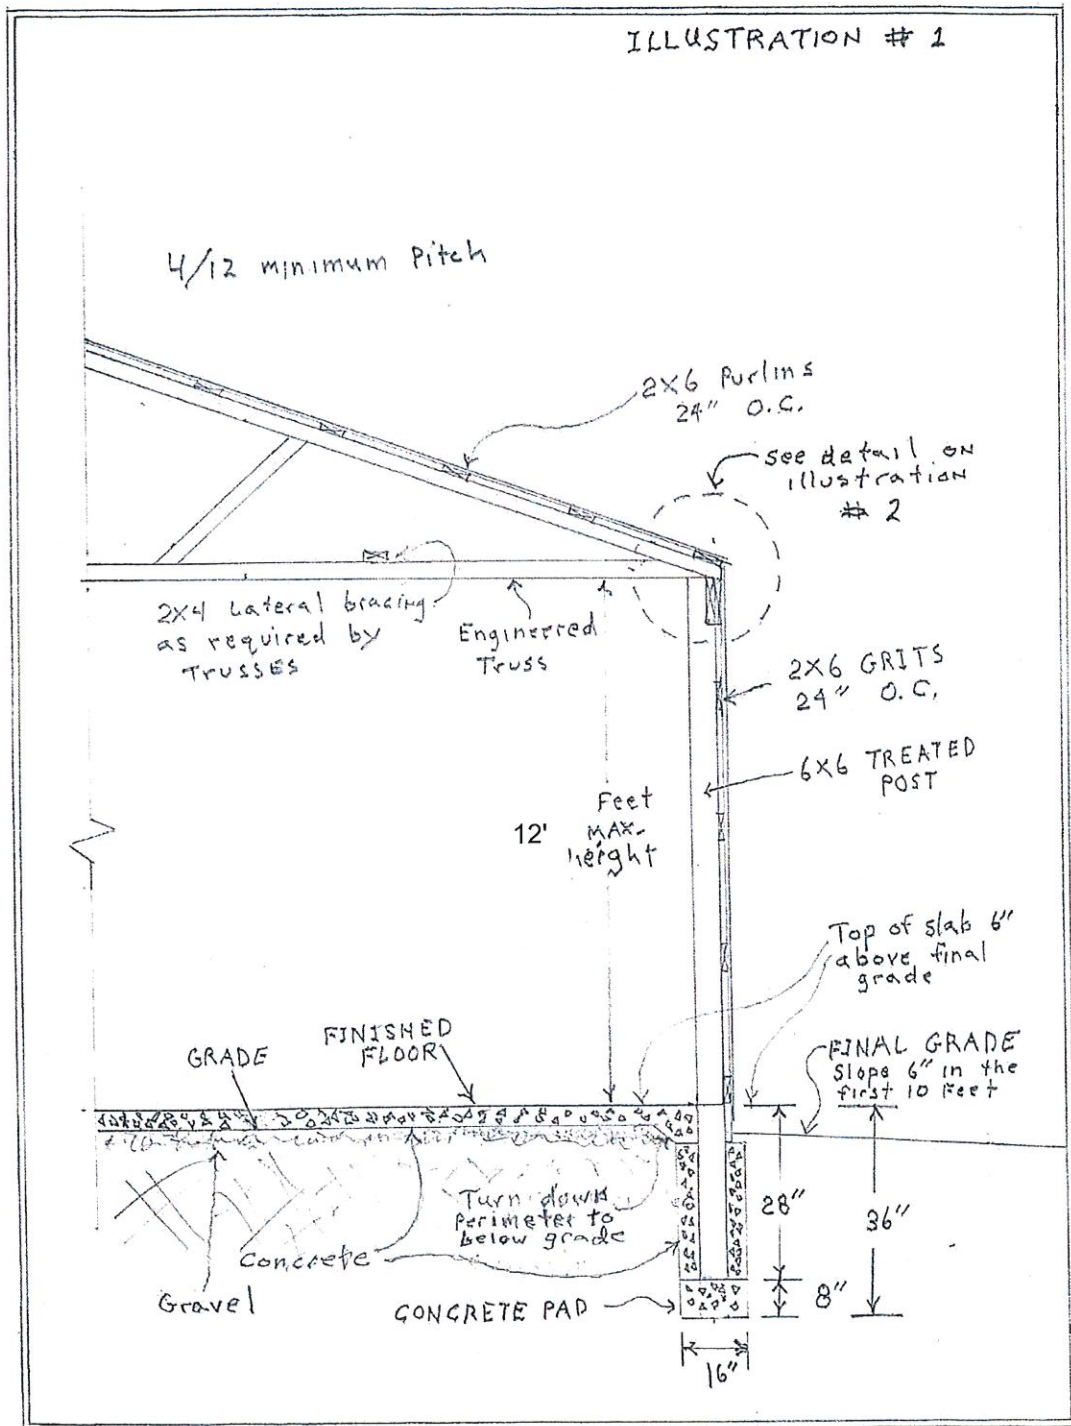 ILLUSTRATION # 1
4/12 minimum Pitch
2X6 Purlins
24" O.C.
See detail on
illustration
# 2
2X4 Lateral bracing
as required by
TRUSSES
Engineered
Truss
2X6 GRITS
24" O.C.
6X6 TREATED
POST
12'
Feet
MAX.
height
Top of slab 6"
above final
grade
FINISHED
FLOOR
GRADE
FINAL GRADE
Slope 6" in the
first 10 Feet
Turn down
perimeter to
below grade
28"
36"
Concrete
Gravel
CONCRETE PAD
8"
16"